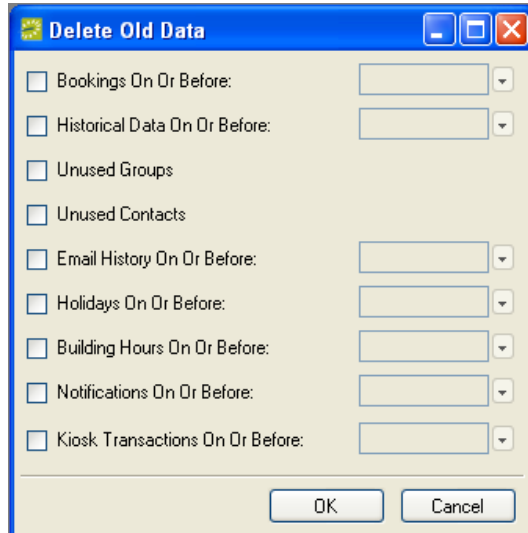 Delete Old Data
Bookings On Or Before:
Historical Data On Or Before:
Unused Groups
Unused Contacts
Email History On Or Before:
Holidays On Or Before:
Building Hours On Or Before:
Notifications On Or Before:
Kiosk Transactions On Or Before:
OK Cancel